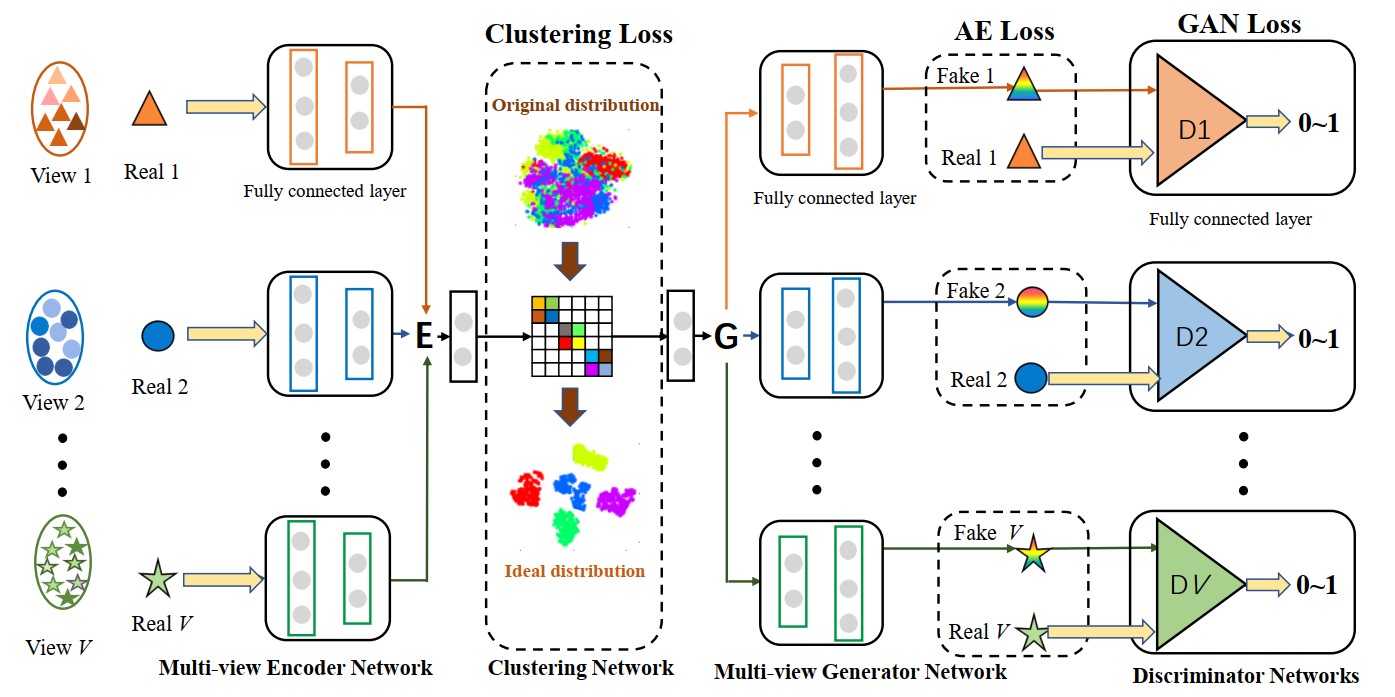 Clustering Loss
AE Loss
GAN Loss
View 1
Real 1
Fully connected layer
Original distribution
Fully connected layer
Fake 1
Real 1
D1
0~1
Fully connected layer
View 2
Real 2
E
G
Fake 2
Real 2
D2
0~1
View V
Real V
Ideal distribution
Fake V
Real V
DV
0~1
Multi-view Encoder Network
Clustering Network
Multi-view Generator Network
Discriminator Networks